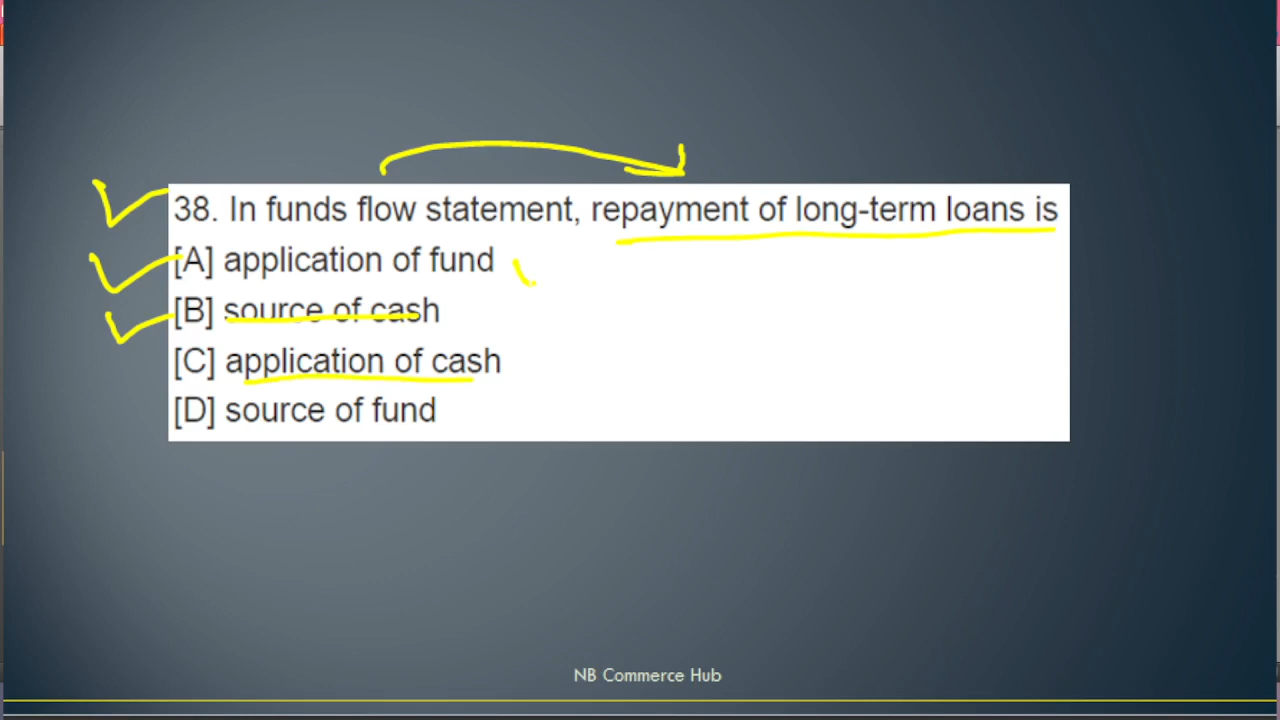 38. In funds flow statement, repayment of long-term loans is
[A] application of fund
[B] source of cash
[C] application of cash
[D] source of fund
NB Commerce Hub